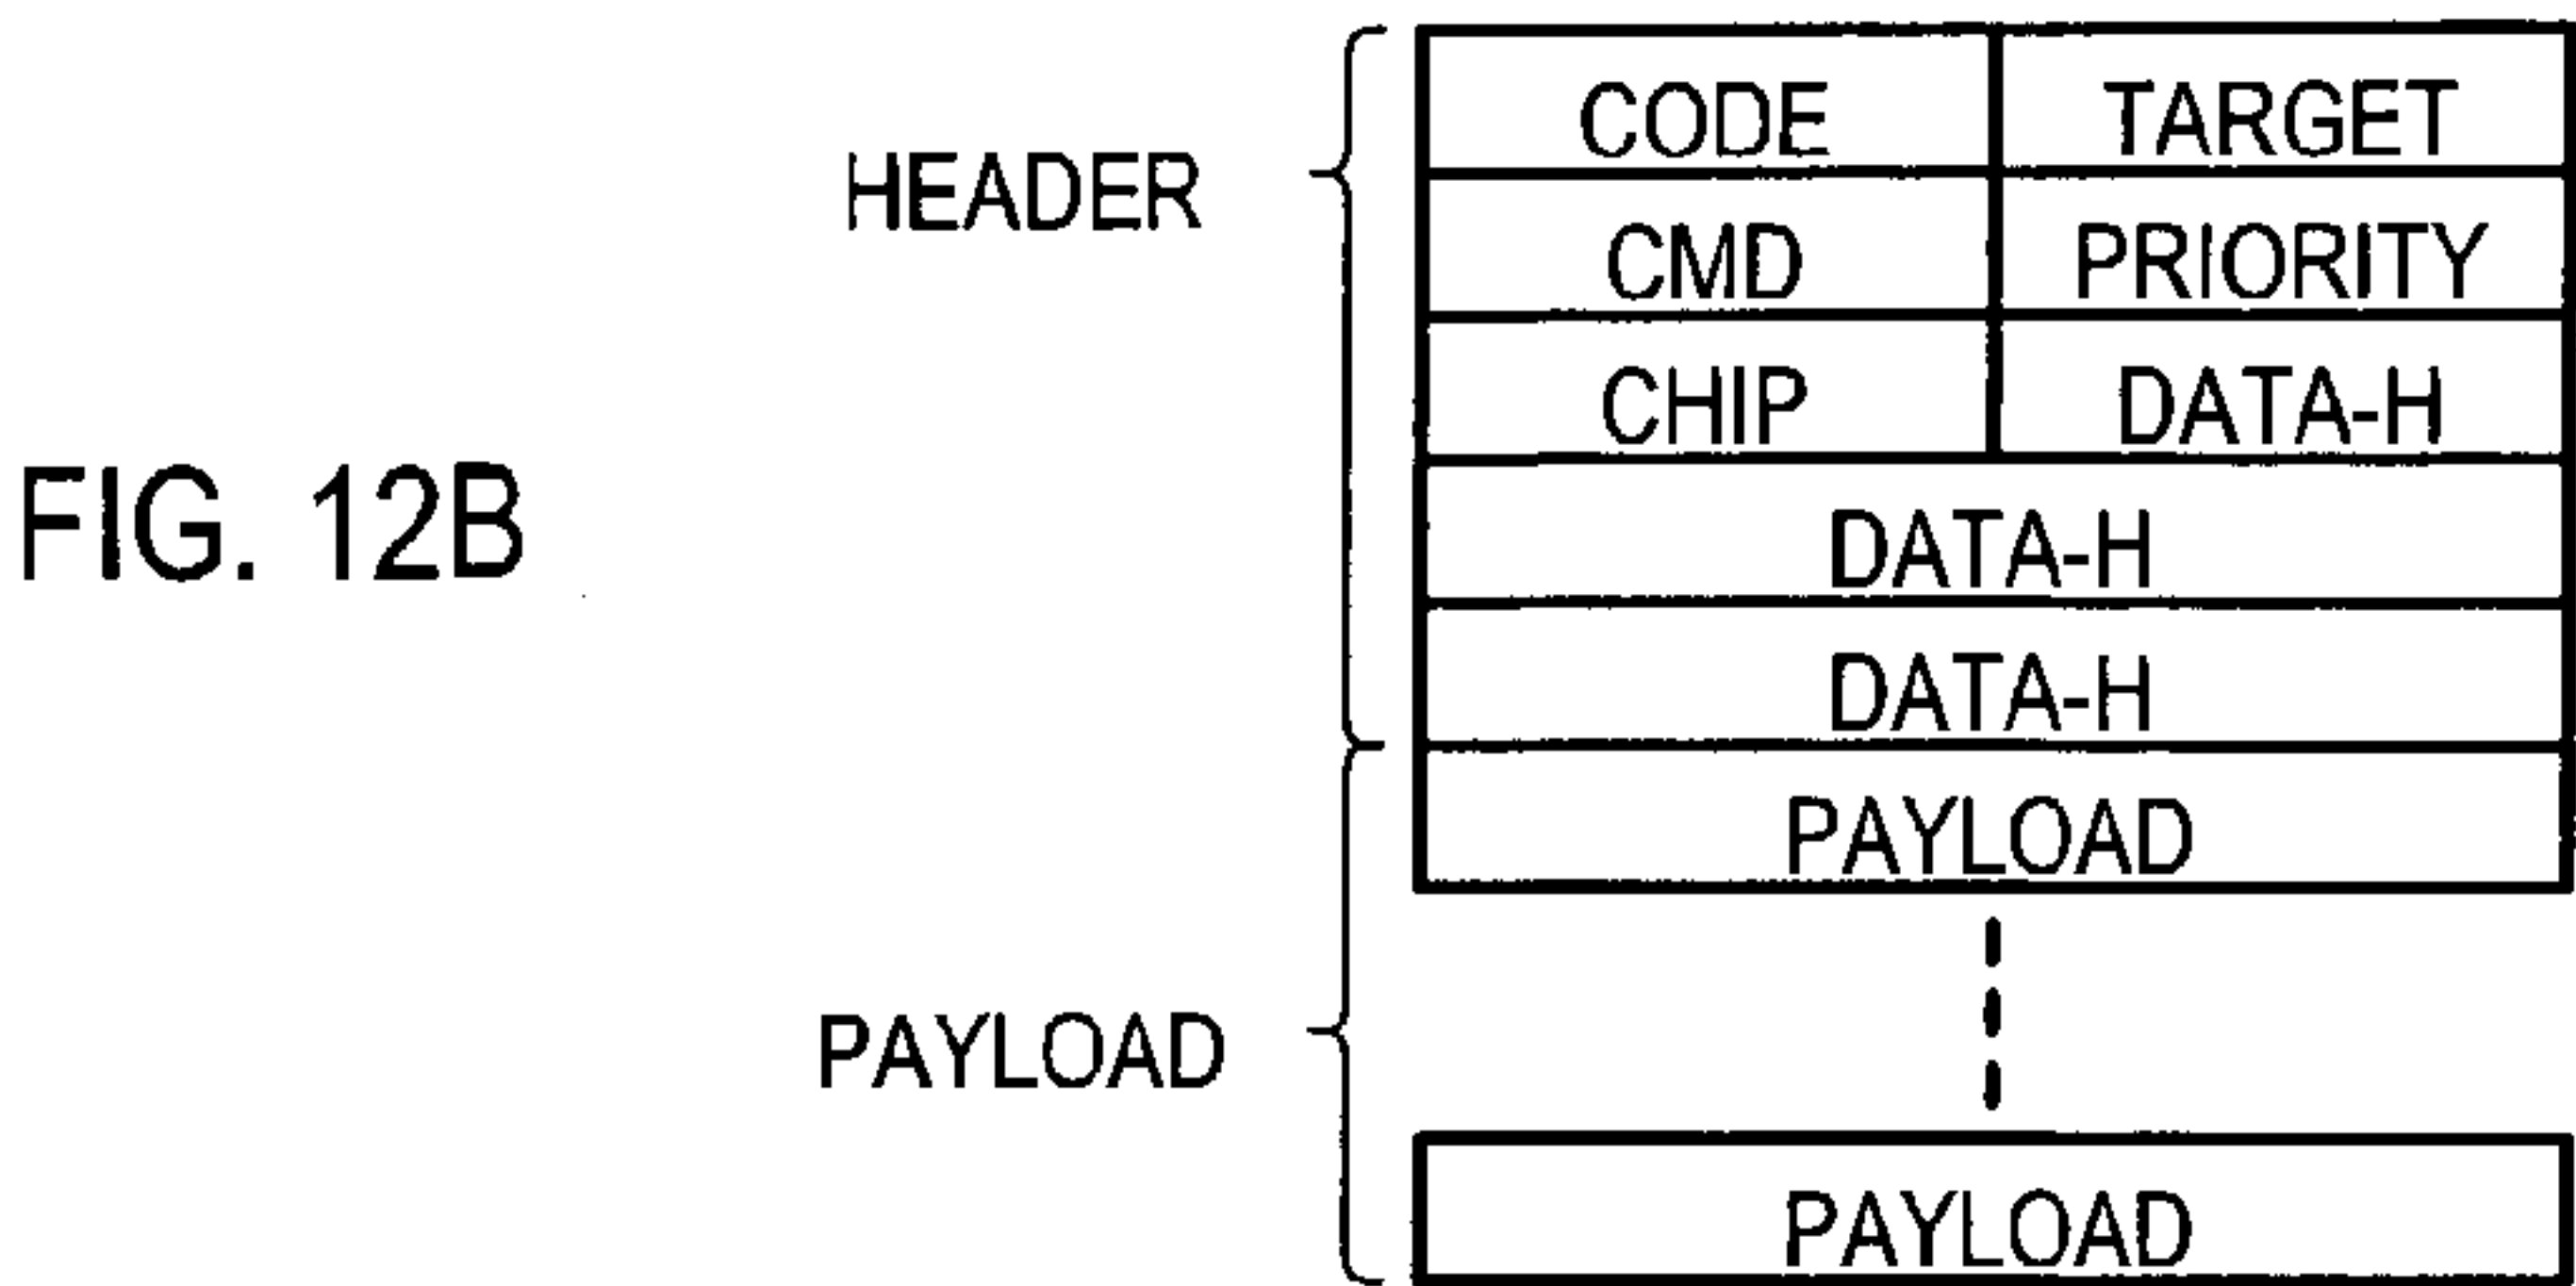 CODE TARGET
HEADER
CMD PRIORITY
CHIP DATA-H
FIG. 12B
DATA-H
DATA-H
PAYLOAD
PAYLOAD
PAYLOAD